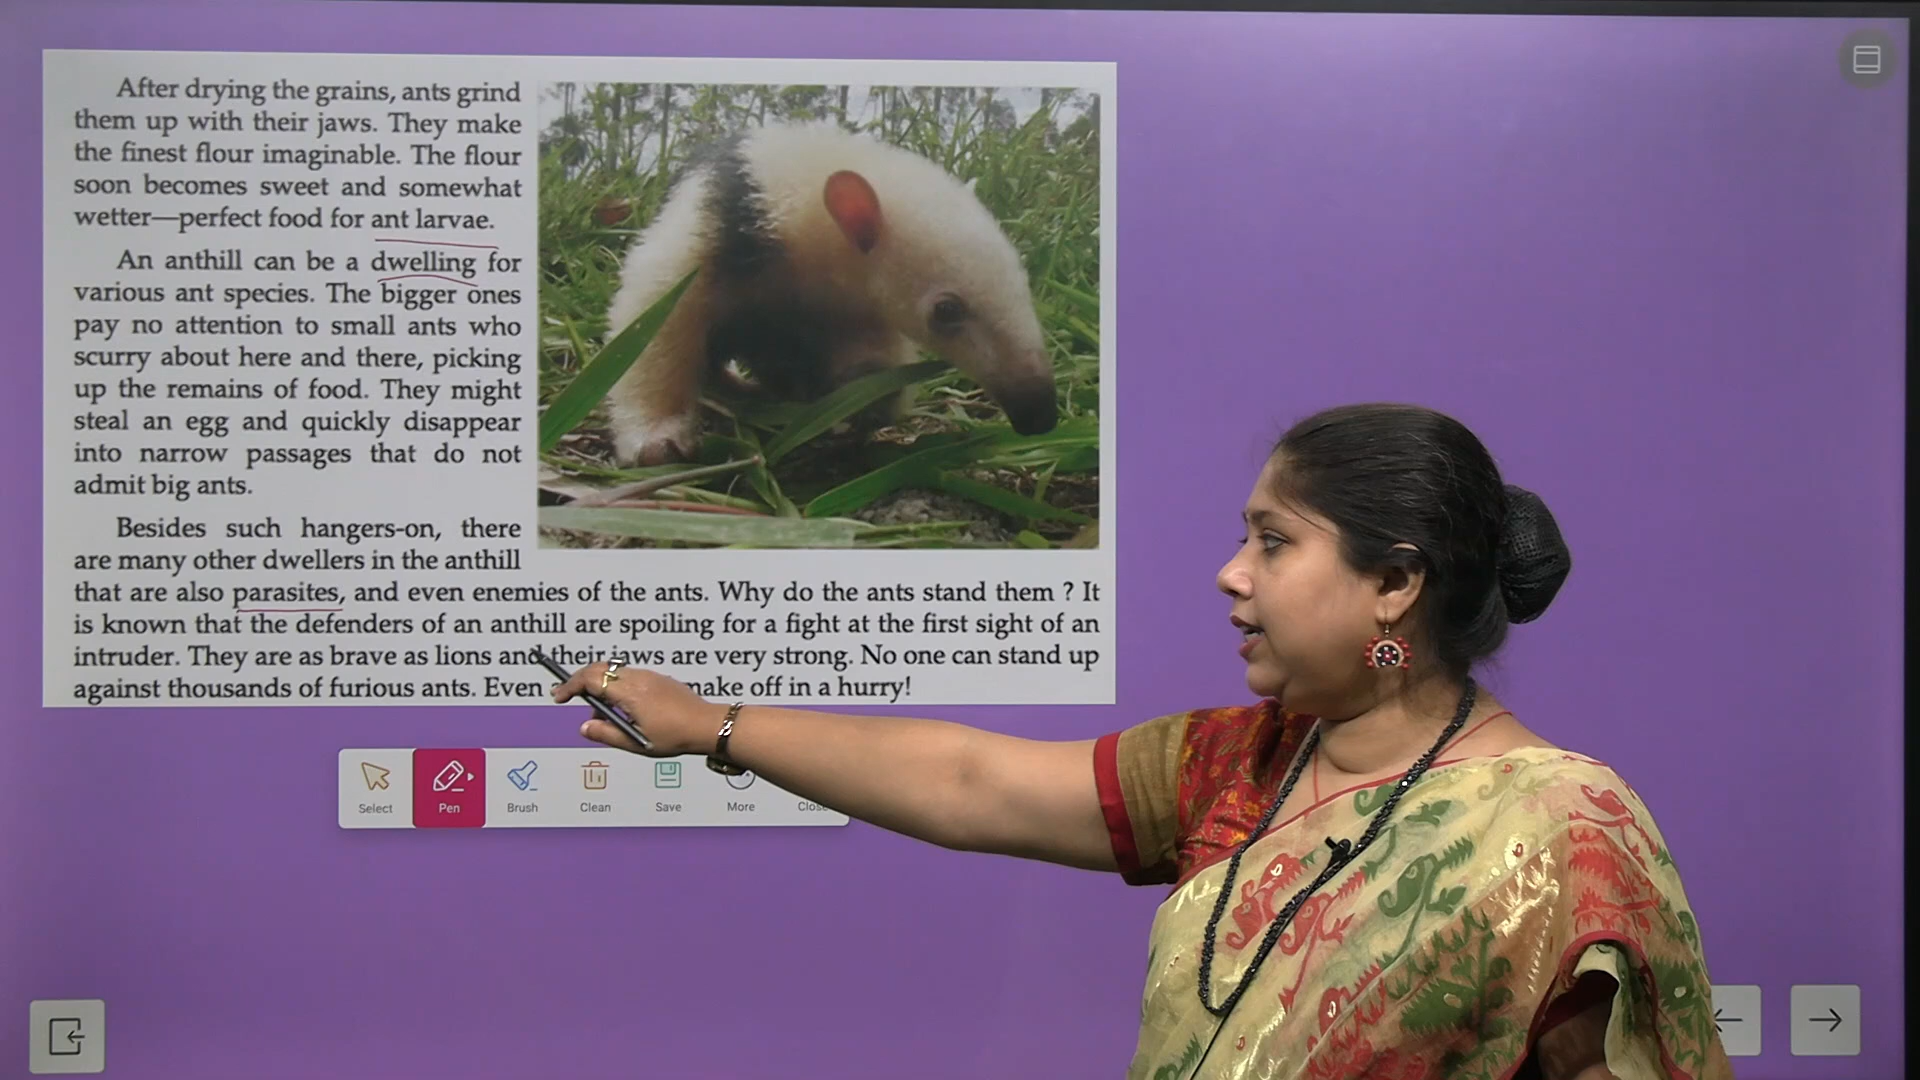 After drying the grains, ants grind
them up with their jaws. They make
the finest flour imaginable. The flour
soon becomes sweet and somewhat
wetter—perfect food for ant larvae.
An anthill can be a dwelling for
various ant species. The bigger ones
pay no attention to small ants who
scurry about here and there, picking
up the remains of food. They might
steal an egg and quickly disappear
into narrow passages that do not
admit big ants.
Besides such hangers-on, there
are many other dwellers in the anthill
that are also parasites, and even enemies of the ants. Why do the ants stand them ? It
is known that the defenders of an anthill are spoiling for a fight at the first sight of an
intruder. They are as brave as lions and their jaws are very strong. No one can stand up
against thousands of furious ants. Even make off in a hurry!
Select Pen Brush Clean Save More Close